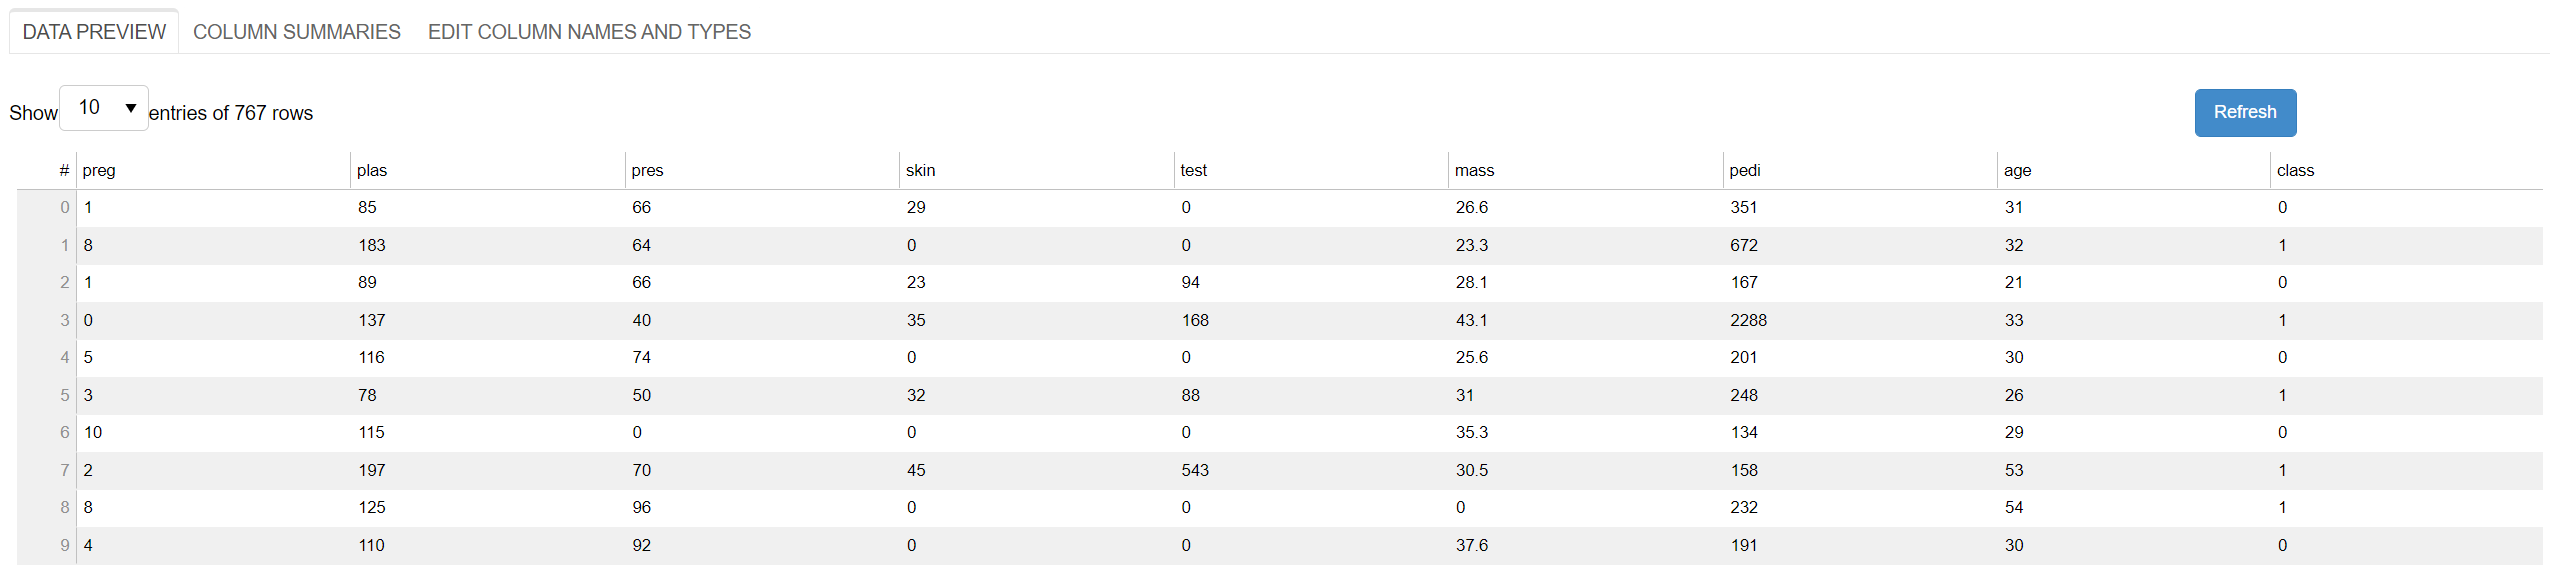 DATA PREVIEW COLUMN SUMMARIES EDIT COLUMN NAMES AND TYPES
Show 10 entries of 767 rows Refresh
# preg plas pres skin test mass pedi age class
0 1 85 66 29 0 26.6 351 31 0
1 8 183 64 0 0 23.3 672 32 1
2 1 89 66 23 94 28.1 167 21 0
3 0 137 40 35 168 43.1 2288 33 1
4 5 116 74 0 0 25.6 201 30 0
5 3 78 50 32 88 31 248 26 1
6 10 115 0 0 0 35.3 134 29 0
7 2 197 70 45 543 30.5 158 53 1
8 8 125 96 0 0 0 232 54 1
9 4 110 92 0 0 37.6 191 30 0